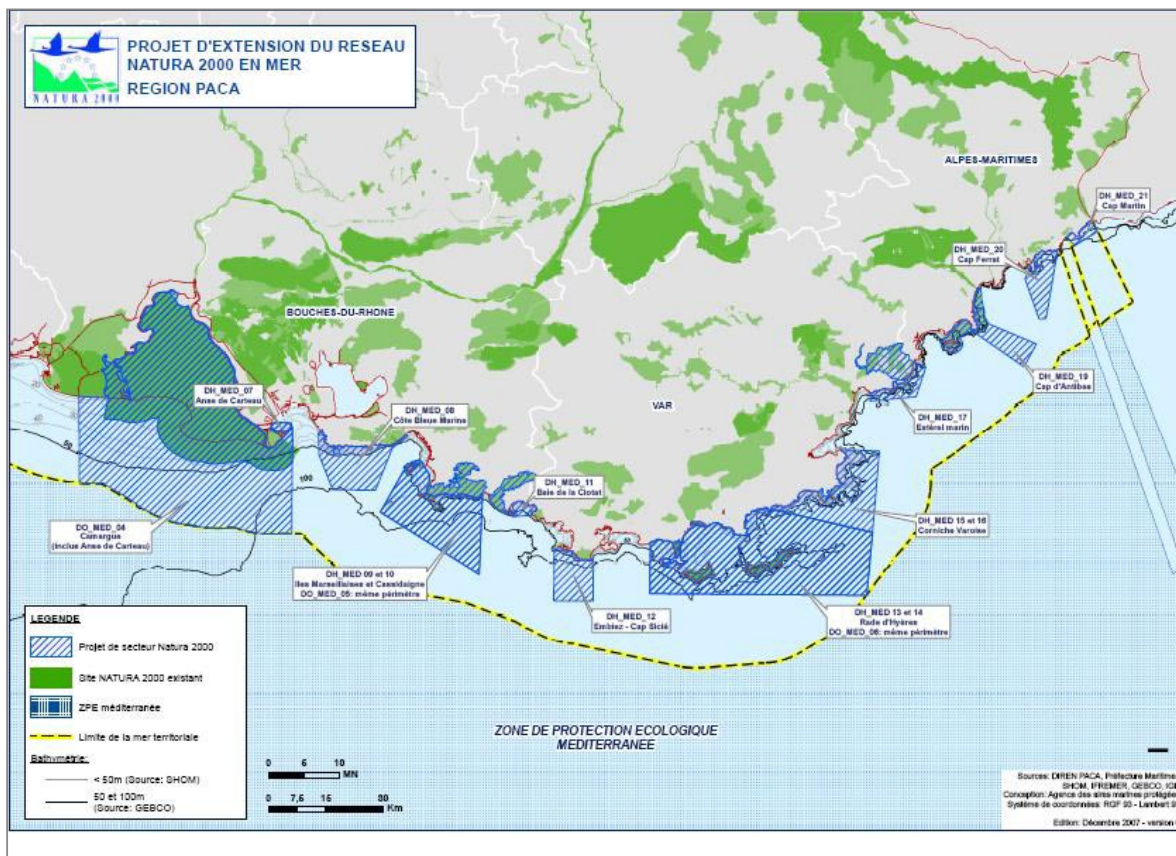 PROJET D'EXTENSION DU RESEAU
NATURA 2000 EN MER
REGION PACA
NATURA 2000
ALPES-MARITIMES
DH_MED_21
Cap Martin
DH_MED_20
Cap Ferrat
BOUCHES-DU-RHONE
DH_MED_07
Anse de Carteau
DH_MED_08
Côte Bleue Marine
VAR
DH_MED_19
Cap d'Antibes
DH_MED_17
Estérel marin
50
100
DH_MED_11
Baie de la Ciotat
DO_MED_04
Camargue
(inclus Anse de Carteau)
DH_MED 15 et 16
Corniche Varoise
DH_MED 09 et 10
Iles Marseillaises et Cassidaigne
DO_MED_05: même périmètre
DH_MED_12
Embiez - Cap Sicié
DH_MED 13 et 14
Rade d'Hyères
DO_MED_06: même périmètre
LEGENDE
Projet de secteur Natura 2000
Site NATURA 2000 existant
ZPE méditerranée
Limite de la mer territoriale
Bathymétrie:
< 50m (Source: SHOM)
50 et 100m
(Source: GEBCO)
ZONE DE PROTECTION ECOLOGIQUE
MEDITERRANEE
0 5 10
MN
0 7,5 15 30
Km
Sources: DIREN PACA, Préfecture Maritime
SHOM, IFREMER, GEBCO,
Conception: Agence des aires marines protégées
Système de coordonnées: RGF 93 - Lambert
Edition: Décembre 2007 - version